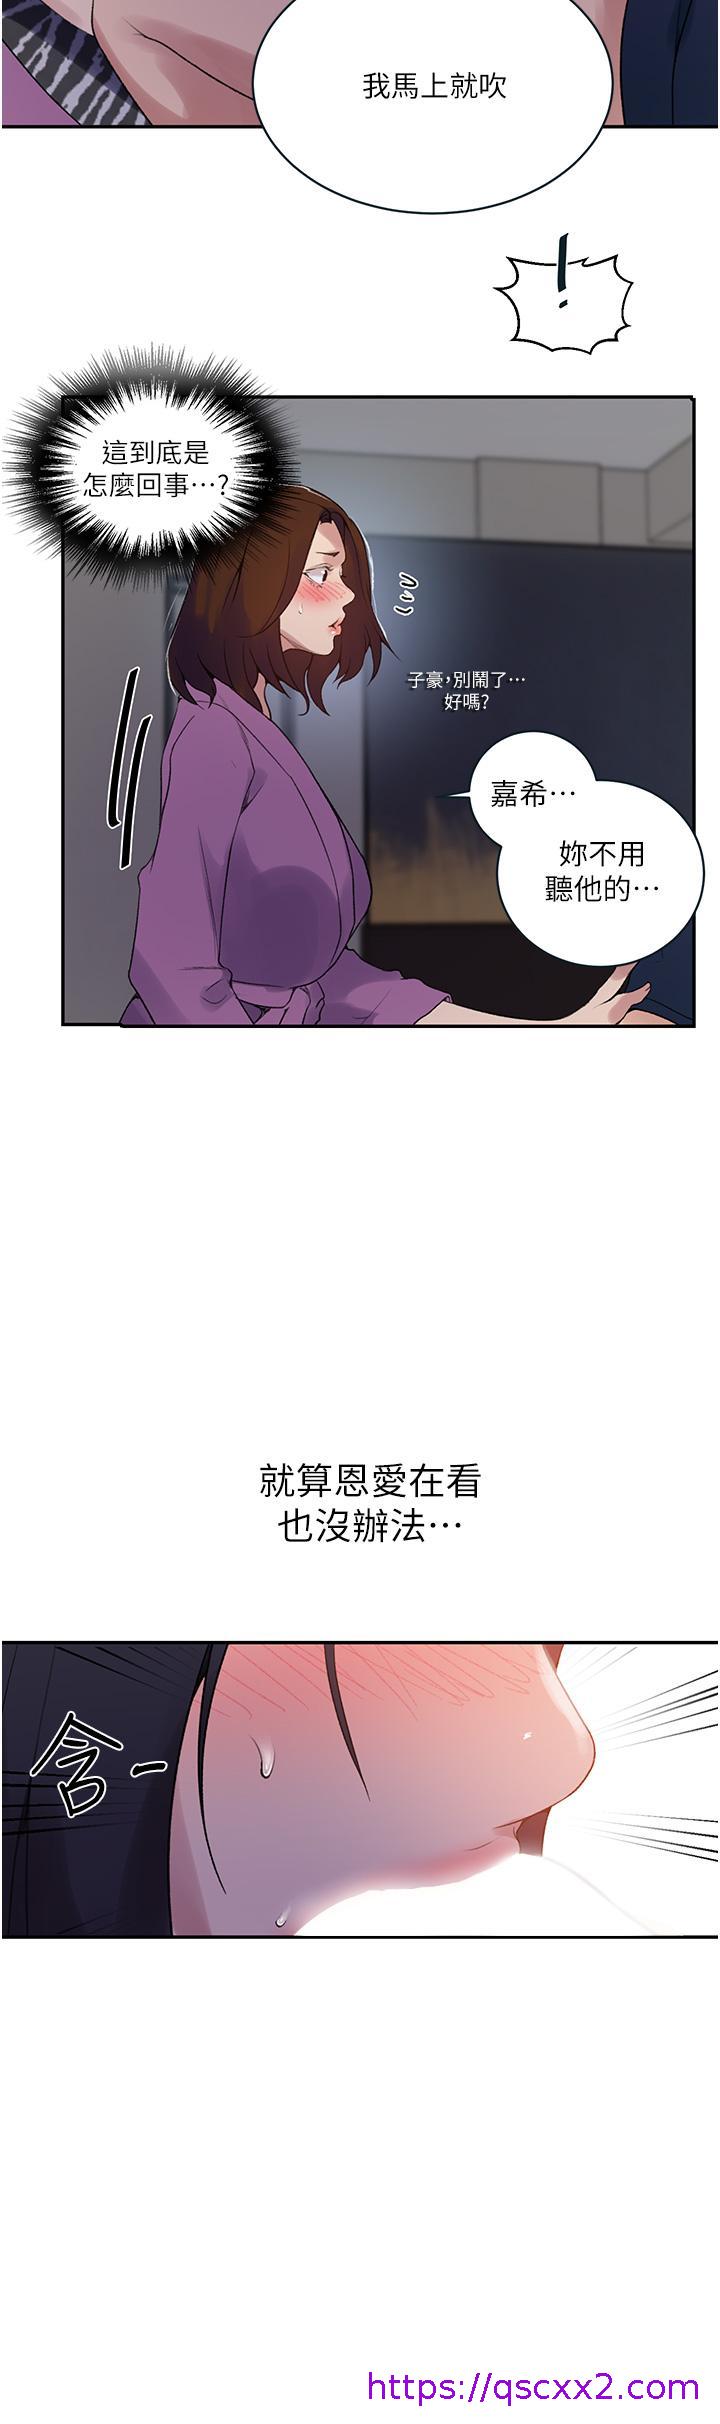 我馬上就吹
!
這到底是
怎麼回事…?
子豪,別鬧了…
好嗎?
嘉希…
妳不用
聽他的…
就算恩愛在看
也沒辦法…
含-
https://qscxx2.com